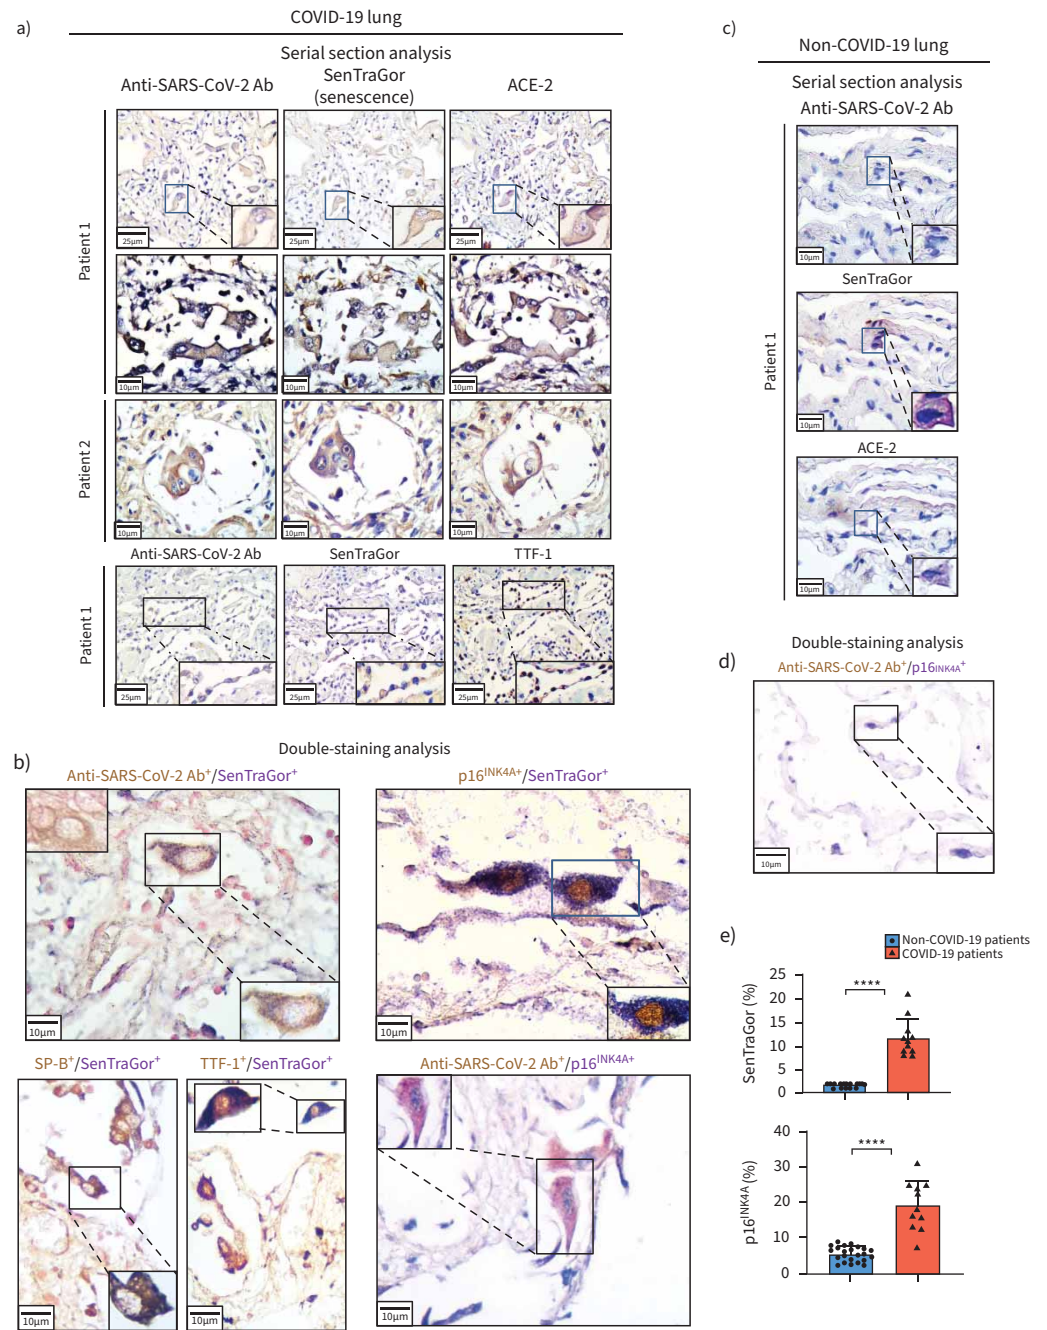 a)
COVID-19 lung
Serial section analysis
Anti-SARS-CoV-2 Ab
SenTraGor
(senescence)
ACE-2
Patient 1
25µm
25µm
25µm
10µm
10µm
10µm
Patient 2
10µm
10µm
10µm
Anti-SARS-CoV-2 Ab
SenTraGor
TTF-1
Patient 1
25µm
25µm
25µm
b)
Double-staining analysis
Anti-SARS-CoV-2 Ab⁺/SenTraGor⁺
p16ᴵᴺᴷ⁴ᴬ⁺/SenTraGor⁺
10µm
10µm
SP-B⁺/SenTraGor⁺
TTF-1⁺/SenTraGor⁺
Anti-SARS-CoV-2 Ab⁺/p16ᴵᴺᴷ⁴ᴬ⁺
10µm
10µm
10µm
c)
Non-COVID-19 lung
Serial section analysis
Anti-SARS-CoV-2 Ab
Patient 1
10µm
SenTraGor
10µm
ACE-2
10µm
Double-staining analysis
d)
Anti-SARS-CoV-2 Ab⁺/p16INK4A⁺
10µm
e)
Non-COVID-19 patients
COVID-19 patients
SenTraGor (%)
25
20
15
10
5
0
****
p16ᴵᴺᴷ⁴ᴬ (%)
40
30
20
10
0
****